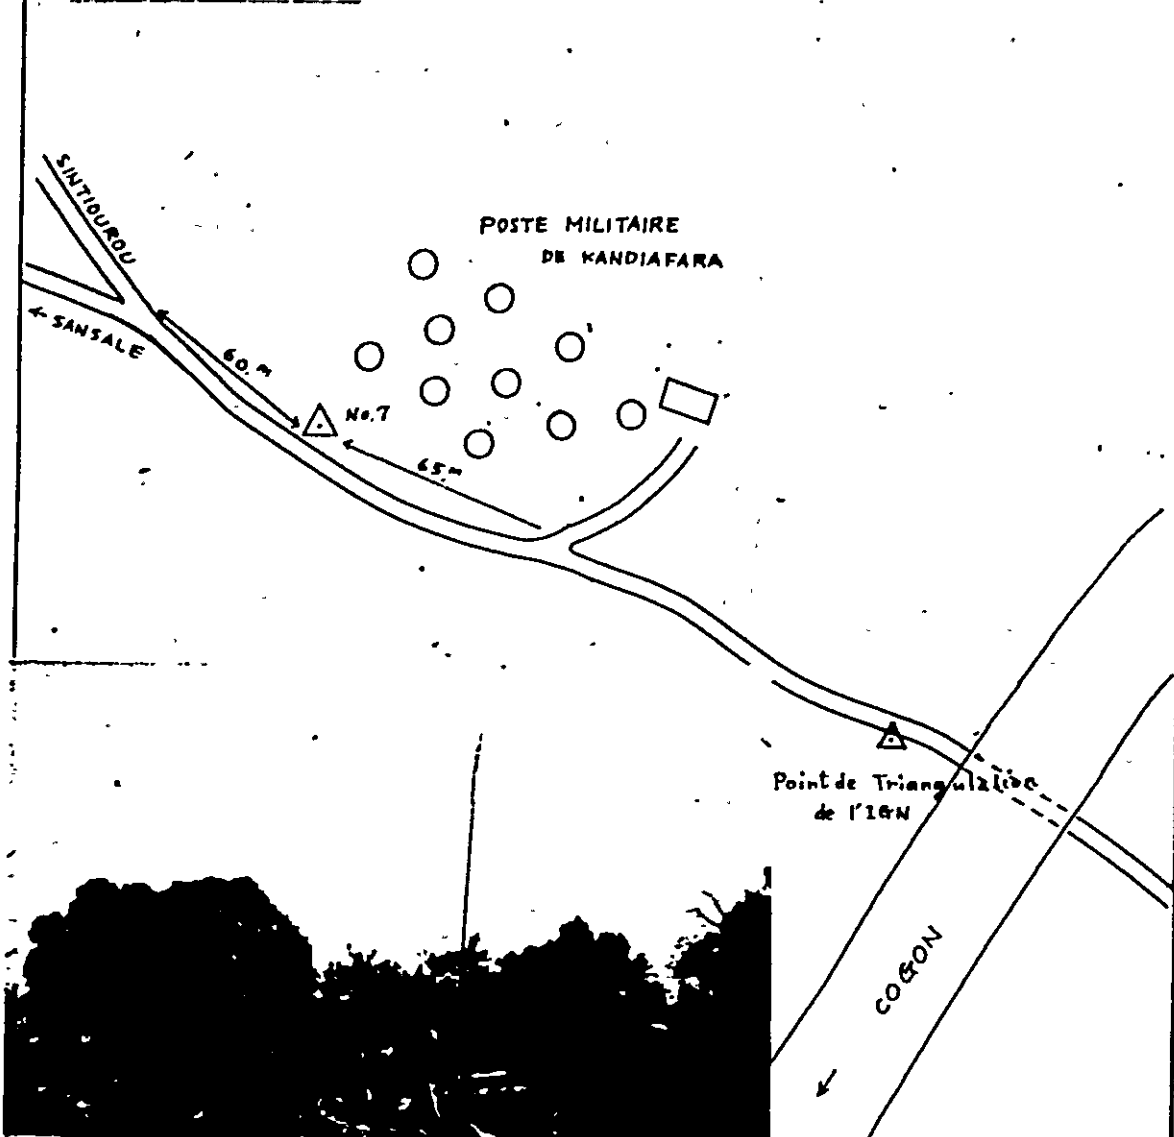 SINTIOUROU
POSTE MILITAIRE
DE KANDIAFARA
← SANSALE
60.m
No.7
65.m
Point de Triangulation
de l'IGN
COGON